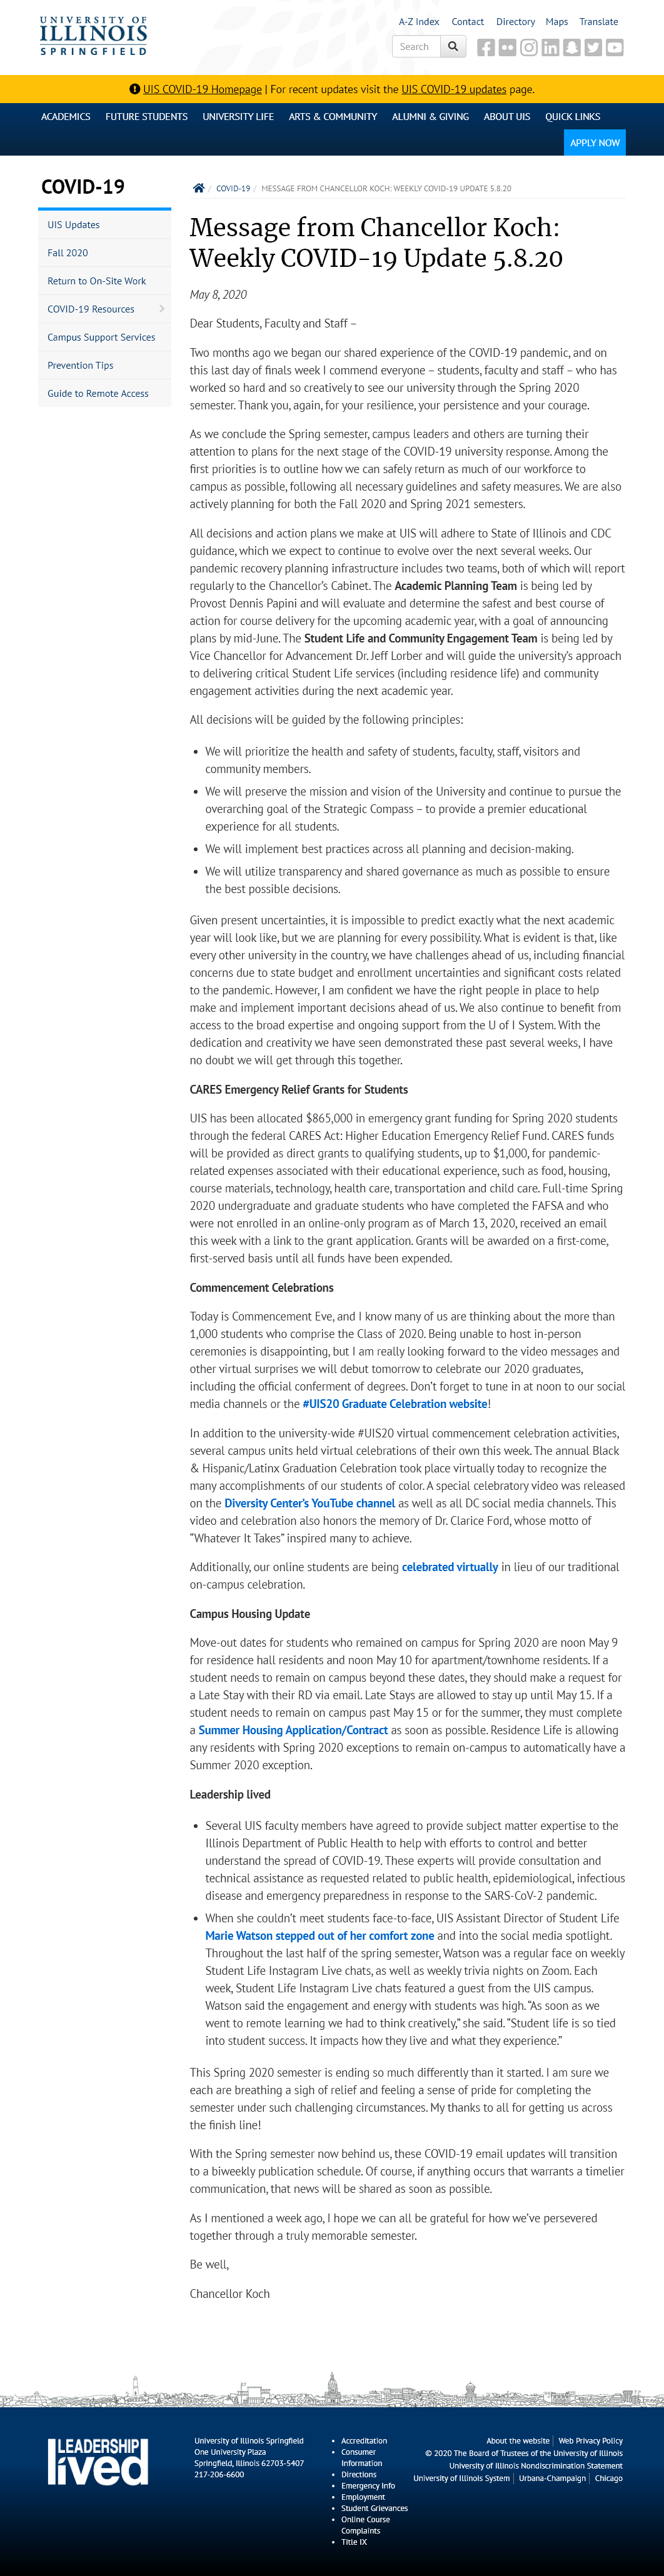 UNIVERSITY OF
ILLINOIS
SPRINGFIELD
A-Z Index Contact Directory Maps Translate
Search
UIS COVID-19 Homepage | For recent updates visit the UIS COVID-19 updates page.
ACADEMICS FUTURE STUDENTS UNIVERSITY LIFE ARTS & COMMUNITY ALUMNI & GIVING ABOUT UIS QUICK LINKS
APPLY NOW
COVID-19
UIS Updates
Fall 2020
Return to On-Site Work
COVID-19 Resources
Campus Support Services
Prevention Tips
Guide to Remote Access
/ COVID-19 / MESSAGE FROM CHANCELLOR KOCH: WEEKLY COVID-19 UPDATE 5.8.20
Message from Chancellor Koch:
Weekly COVID-19 Update 5.8.20
May 8, 2020
Dear Students, Faculty and Staff –
Two months ago we began our shared experience of the COVID-19 pandemic, and on
this last day of finals week I commend everyone – students, faculty and staff – who has
worked so hard and so creatively to see our university through the Spring 2020
semester. Thank you, again, for your resilience, your persistence and your courage.
As we conclude the Spring semester, campus leaders and others are turning their
attention to plans for the next stage of the COVID-19 university response. Among the
first priorities is to outline how we can safely return as much of our workforce to
campus as possible, following all necessary guidelines and safety measures. We are also
actively planning for both the Fall 2020 and Spring 2021 semesters.
All decisions and action plans we make at UIS will adhere to State of Illinois and CDC
guidance, which we expect to continue to evolve over the next several weeks. Our
pandemic recovery planning infrastructure includes two teams, both of which will report
regularly to the Chancellor's Cabinet. The Academic Planning Team is being led by
Provost Dennis Papini and will evaluate and determine the safest and best course of
action for course delivery for the upcoming academic year, with a goal of announcing
plans by mid-June. The Student Life and Community Engagement Team is being led by
Vice Chancellor for Advancement Dr. Jeff Lorber and will guide the university's approach
to delivering critical Student Life services (including residence life) and community
engagement activities during the next academic year.
All decisions will be guided by the following principles:
• We will prioritize the health and safety of students, faculty, staff, visitors and
community members.
• We will preserve the mission and vision of the University and continue to pursue the
overarching goal of the Strategic Compass – to provide a premier educational
experience for all students.
• We will implement best practices across all planning and decision-making.
• We will utilize transparency and shared governance as much as possible to ensure
the best possible decisions.
Given present uncertainties, it is impossible to predict exactly what the next academic
year will look like, but we are planning for every possibility. What is evident is that, like
every other university in the country, we have challenges ahead of us, including financial
concerns due to state budget and enrollment uncertainties and significant costs related
to the pandemic. However, I am confident we have the right people in place to help
make and implement important decisions ahead of us. We also continue to benefit from
access to the broad expertise and ongoing support from the U of I System. With the
dedication and creativity we have seen demonstrated these past several weeks, I have
no doubt we will get through this together.
CARES Emergency Relief Grants for Students
UIS has been allocated $865,000 in emergency grant funding for Spring 2020 students
through the federal CARES Act: Higher Education Emergency Relief Fund. CARES funds
will be provided as direct grants to qualifying students, up to $1,000, for pandemic-
related expenses associated with their educational experience, such as food, housing,
course materials, technology, health care, transportation and child care. Full-time Spring
2020 undergraduate and graduate students who have completed the FAFSA and who
were not enrolled in an online-only program as of March 13, 2020, received an email
this week with a link to the grant application. Grants will be awarded on a first-come,
first-served basis until all funds have been expended.
Commencement Celebrations
Today is Commencement Eve, and I know many of us are thinking about the more than
1,000 students who comprise the Class of 2020. Being unable to host in-person
ceremonies is disappointing, but I am really looking forward to the video messages and
other virtual surprises we will debut tomorrow to celebrate our 2020 graduates,
including the official conferment of degrees. Don't forget to tune in at noon to our social
media channels or the #UIS20 Graduate Celebration website!
In addition to the university-wide #UIS20 virtual commencement celebration activities,
several campus units held virtual celebrations of their own this week. The annual Black
& Hispanic/Latinx Graduation Celebration took place virtually today to recognize the
many accomplishments of our students of color. A special celebratory video was released
on the Diversity Center's YouTube channel as well as all DC social media channels. This
video and celebration also honors the memory of Dr. Clarice Ford, whose motto of
"Whatever It Takes" inspired many to achieve.
Additionally, our online students are being celebrated virtually in lieu of our traditional
on-campus celebration.
Campus Housing Update
Move-out dates for students who remained on campus for Spring 2020 are noon May 9
for residence hall residents and noon May 10 for apartment/townhome residents. If a
student needs to remain on campus beyond these dates, they should make a request for
a Late Stay with their RD via email. Late Stays are allowed to stay up until May 15. If a
student needs to remain on campus past May 15 or for the summer, they must complete
a Summer Housing Application/Contract as soon as possible. Residence Life is allowing
any residents with Spring 2020 exceptions to remain on-campus to automatically have a
Summer 2020 exception.
Leadership lived
• Several UIS faculty members have agreed to provide subject matter expertise to the
Illinois Department of Public Health to help with efforts to control and better
understand the spread of COVID-19. These experts will provide consultation and
technical assistance as requested related to public health, epidemiological, infectious
disease and emergency preparedness in response to the SARS-CoV-2 pandemic.
• When she couldn't meet students face-to-face, UIS Assistant Director of Student Life
Marie Watson stepped out of her comfort zone and into the social media spotlight.
Throughout the last half of the spring semester, Watson was a regular face on weekly
Student Life Instagram Live chats, as well as weekly trivia nights on Zoom. Each
week, Student Life Instagram Live chats featured a guest from the UIS campus.
Watson said the engagement and energy with students was high. "As soon as we
went to remote learning we had to think creatively," she said. "Student life is so tied
into student success. It impacts how they live and what they experience."
This Spring 2020 semester is ending so much differently than it started. I am sure we
each are breathing a sigh of relief and feeling a sense of pride for completing the
semester under such challenging circumstances. My thanks to all for getting us across
the finish line!
With the Spring semester now behind us, these COVID-19 email updates will transition
to a biweekly publication schedule. Of course, if anything occurs that warrants a timelier
communication, that news will be shared as soon as possible.
As I mentioned a week ago, I hope we can all be grateful for how we've persevered
together through a truly memorable semester.
Be well,
Chancellor Koch
LEADERSHIP
lived
University of Illinois Springfield
One University Plaza
Springfield, Illinois 62703-5407
217-206-6600
• Accreditation
• Consumer
Information
• Directions
• Emergency Info
• Employment
• Student Grievances
• Online Course
Complaints
• Title IX
About the website | Web Privacy Policy
© 2020 The Board of Trustees of the University of Illinois
University of Illinois Nondiscrimination Statement
University of Illinois System | Urbana-Champaign | Chicago